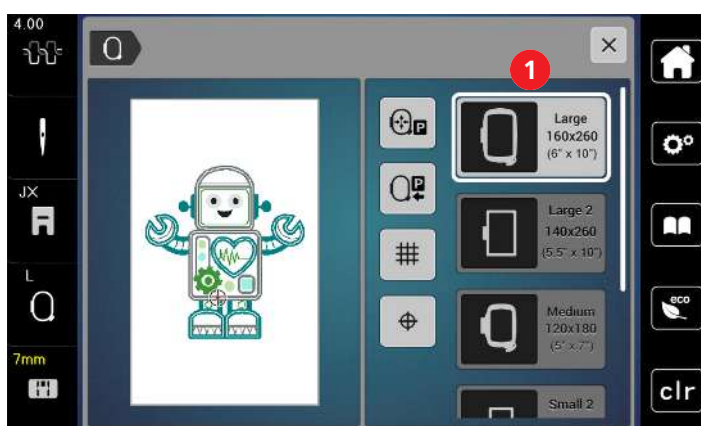 4.00
JX
L
7mm
1
P
P
Large
160x260
(6" x 10")
Large 2
140x260
(5.5" x 10")
Medium
120x180
(5" x 7")
Small 2
eco
clr